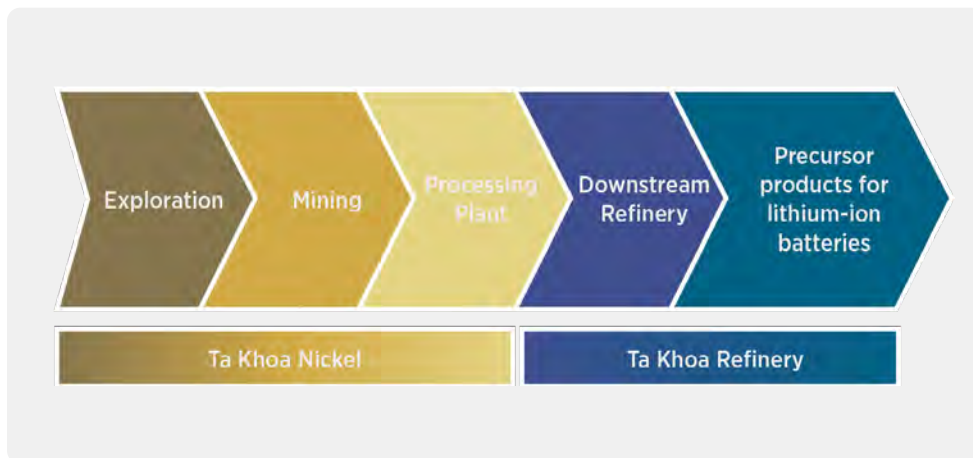 Exploration
Mining
Processing
Plant
Downstream
Refinery
Precursor
products for
lithium-ion
batteries
Ta Khoa Nickel
Ta Khoa Refinery